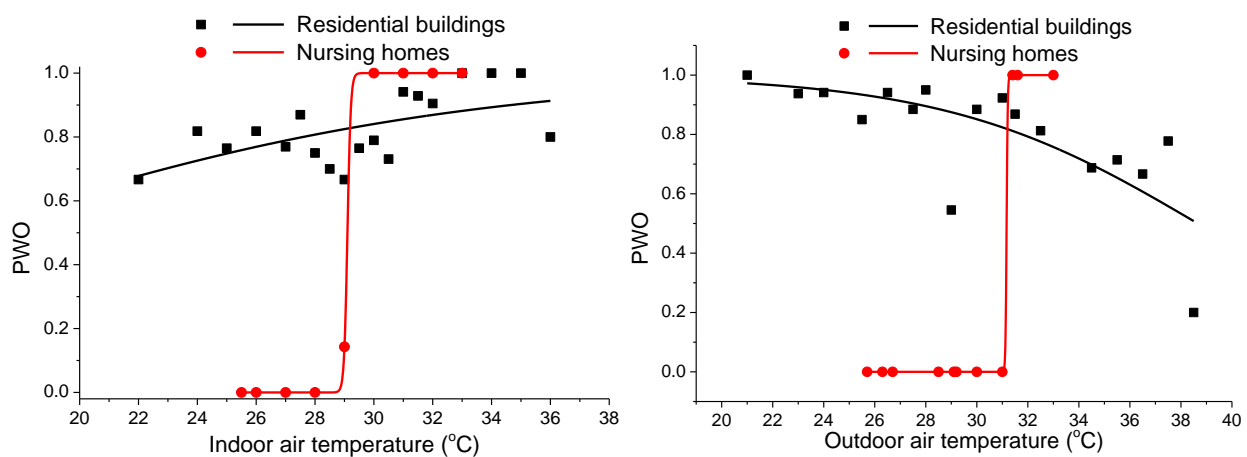 Residential buildings
Nursing homes
1.0
0.8
0.6
0.4
0.2
0.0
PWO
20 22 24 26 28 30 32 34 36 38
Indoor air temperature (°C)
Residential buildings
Nursing homes
1.0
0.8
0.6
0.4
0.2
0.0
PWO
20 22 24 26 28 30 32 34 36 38 40
Outdoor air temperature (°C)